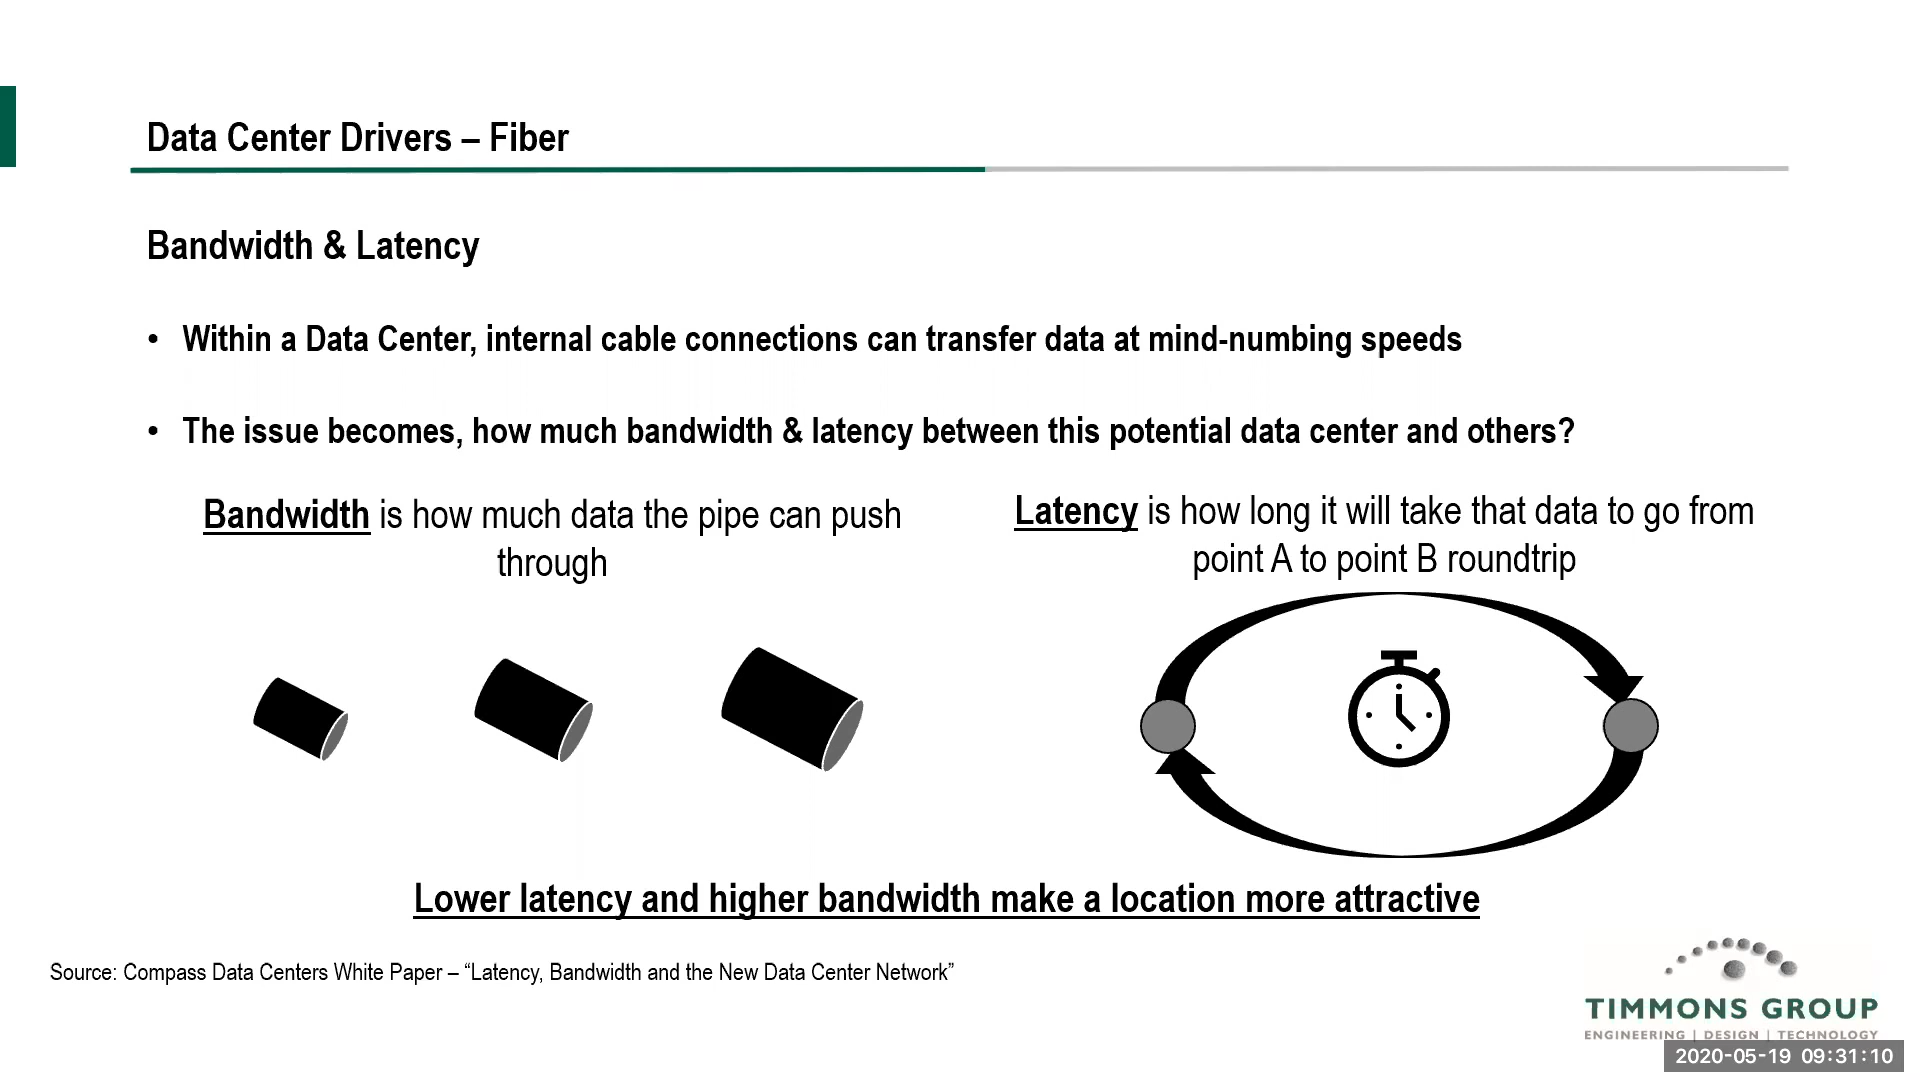 Data Center Drivers – Fiber
Bandwidth & Latency
• Within a Data Center, internal cable connections can transfer data at mind-numbing speeds
• The issue becomes, how much bandwidth & latency between this potential data center and others?
Bandwidth is how much data the pipe can push
through
Latency is how long it will take that data to go from
point A to point B roundtrip
Lower latency and higher bandwidth make a location more attractive
Source: Compass Data Centers White Paper – “Latency, Bandwidth and the New Data Center Network”
TIMMONS GROUP
ENGINEERING | DESIGN | TECHNOLOGY
2020-05-19 09:31:10